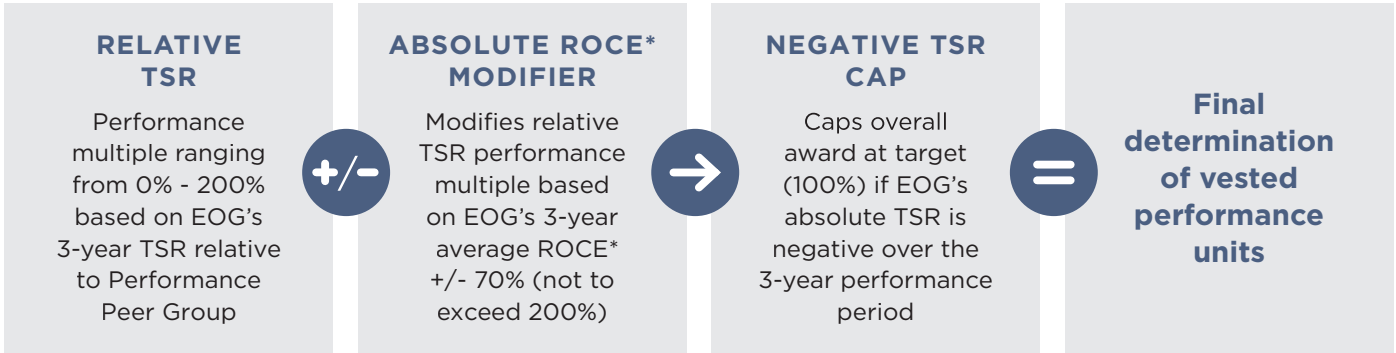 RELATIVE
TSR
Performance
multiple ranging
from 0% - 200%
based on EOG's
3-year TSR relative
to Performance
Peer Group
+/-
ABSOLUTE ROCE*
MODIFIER
Modifies relative
TSR performance
multiple based
on EOG's 3-year
average ROCE*
+/- 70% (not to
exceed 200%)
NEGATIVE TSR
CAP
Caps overall
award at target
(100%) if EOG's
absolute TSR is
negative over the
3-year performance
period
=
Final
determination
of vested
performance
units